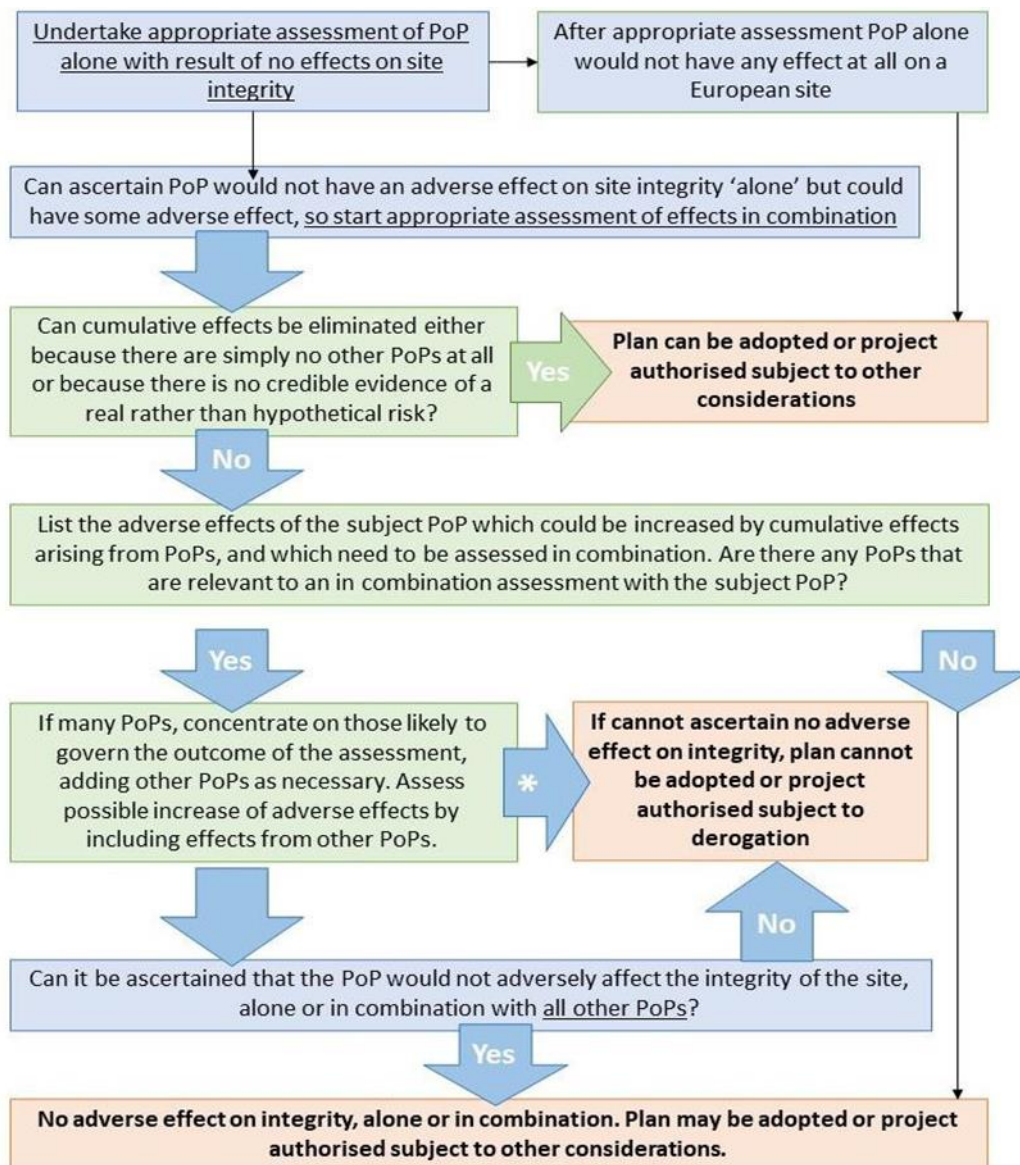 Undertake appropriate assessment of PoP
alone with result of no effects on site
integrity
After appropriate assessment PoP alone
would not have any effect at all on a
European site
Can ascertain PoP would not have an adverse effect on site integrity ‘alone’ but could
have some adverse effect, so start appropriate assessment of effects in combination
Can cumulative effects be eliminated either
because there are simply no other PoPs at all
or because there is no credible evidence of a
real rather than hypothetical risk?
Yes
Plan can be adopted or project
authorised subject to other
considerations
No
List the adverse effects of the subject PoP which could be increased by cumulative effects
arising from PoPs, and which need to be assessed in combination. Are there any PoPs that
are relevant to an in combination assessment with the subject PoP?
Yes
No
If many PoPs, concentrate on those likely to
govern the outcome of the assessment,
adding other PoPs as necessary. Assess
possible increase of adverse effects by
including effects from other PoPs.
*
If cannot ascertain no adverse
effect on integrity, plan cannot
be adopted or project
authorised subject to
derogation
No
Can it be ascertained that the PoP would not adversely affect the integrity of the site,
alone or in combination with all other PoPs?
Yes
No adverse effect on integrity, alone or in combination. Plan may be adopted or project
authorised subject to other considerations.